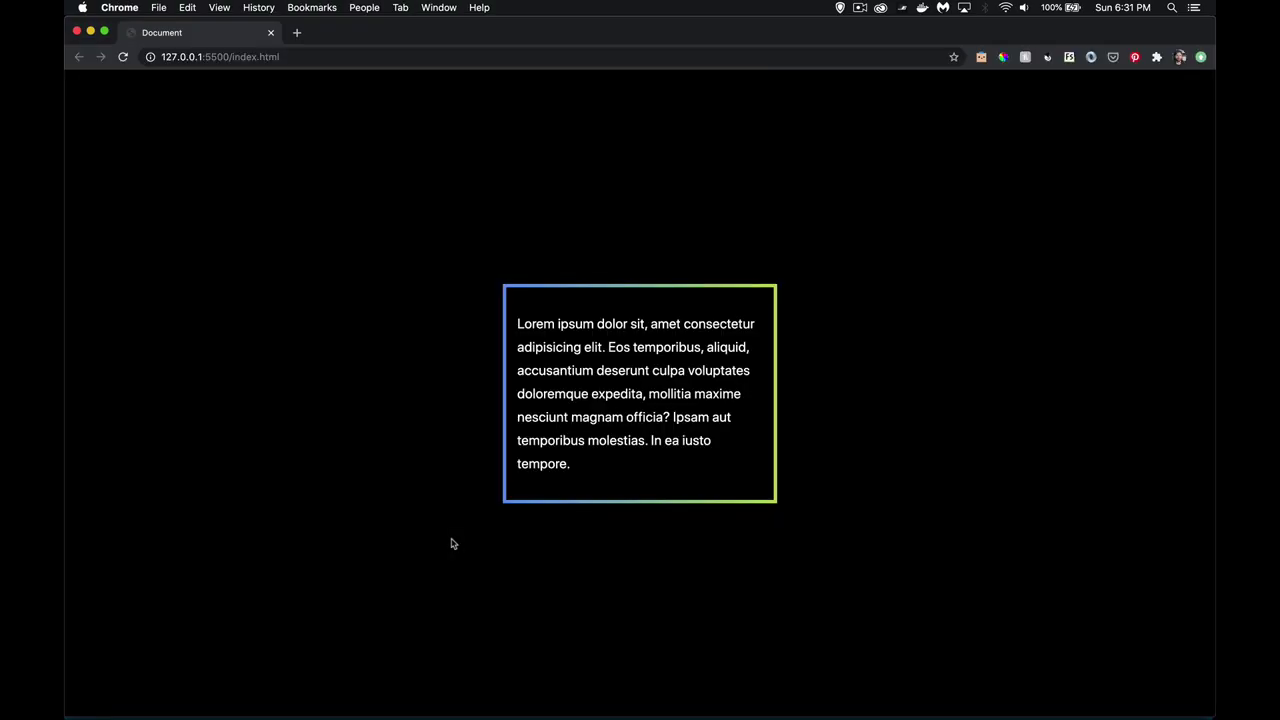 Chrome File Edit View History Bookmarks People Tab Window Help 100% Sun 6:31 PM
Document
127.0.0.1:5500/index.html
Lorem ipsum dolor sit, amet consectetur
adipisicing elit. Eos temporibus, aliquid,
accusantium deserunt culpa voluptates
doloremque expedita, mollitia maxime
nesciunt magnam officia? Ipsam aut
temporibus molestias. In ea iusto
tempore.